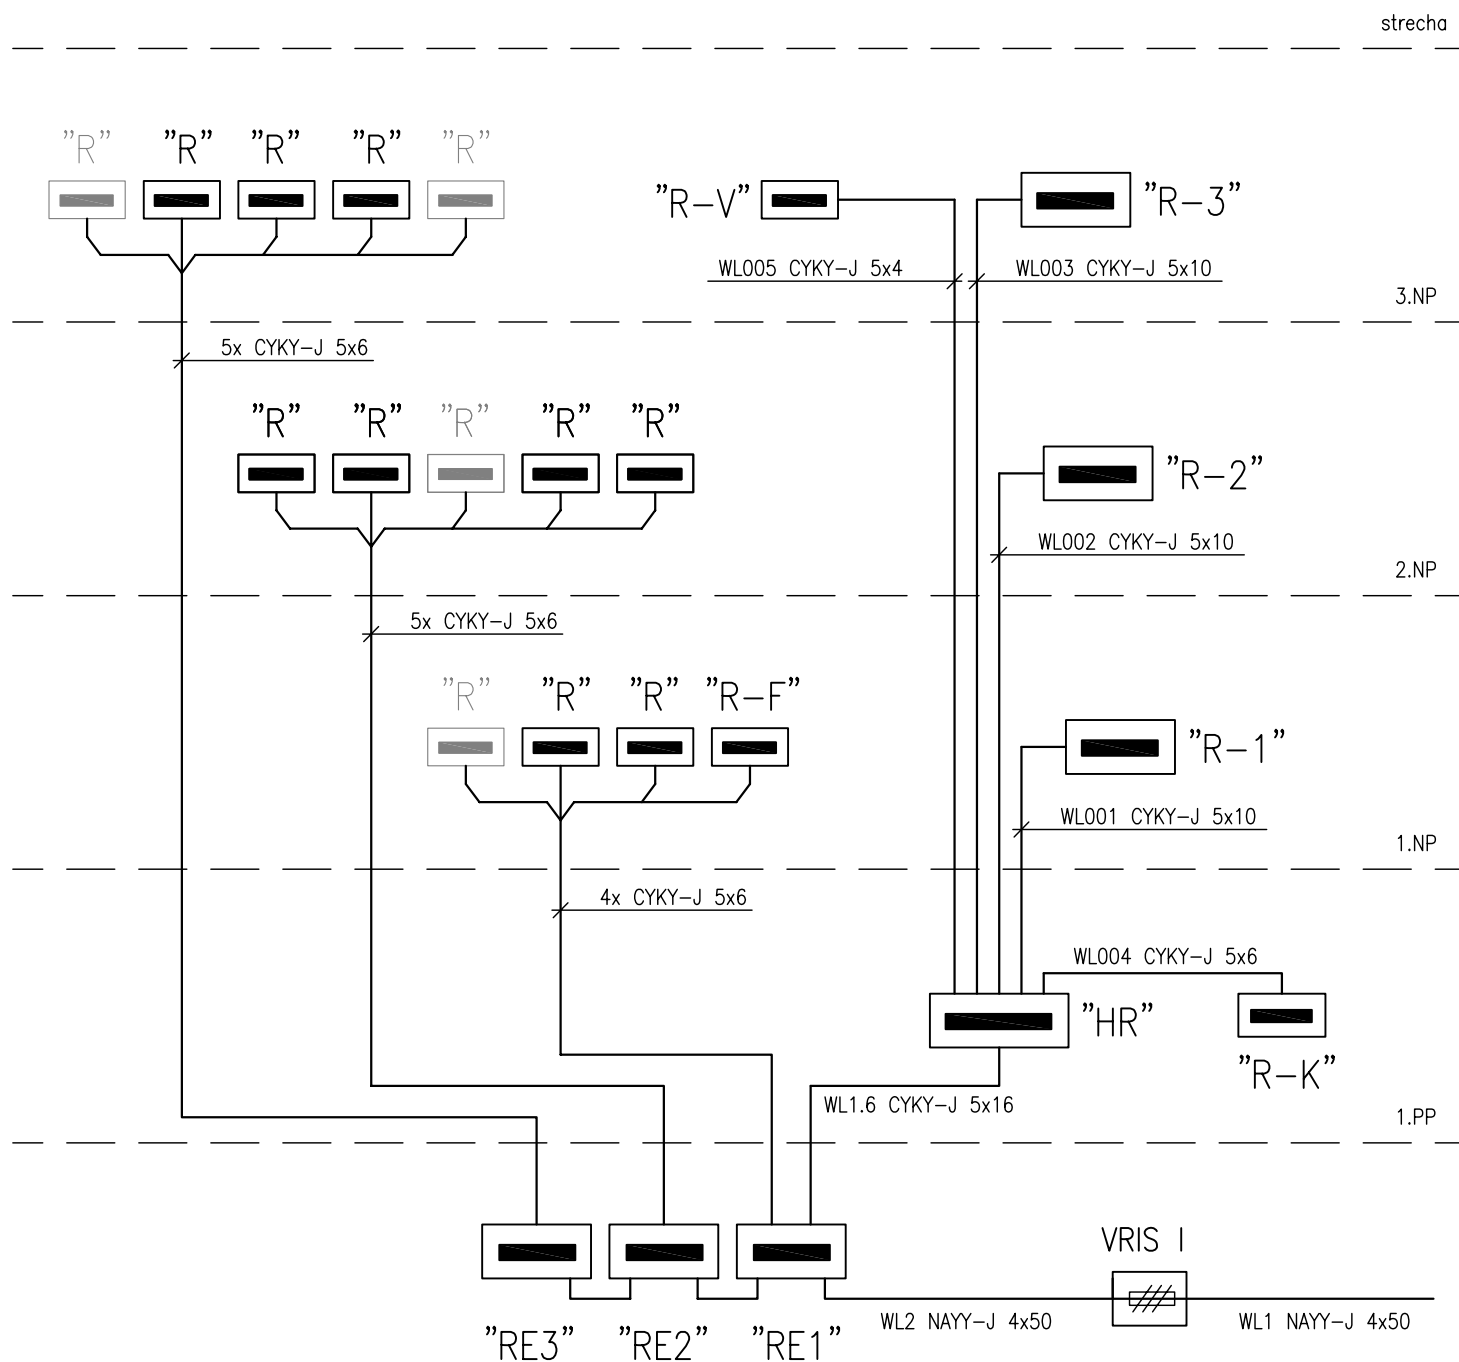 strecha
”R” ”R” ”R” ”R” ”R”
”R-V” ”R-3”
WL005 CYKY-J 5x4 WL003 CYKY-J 5x10
3.NP
5x CYKY-J 5x6
”R” ”R” ”R” ”R” ”R”
”R-2”
WL002 CYKY-J 5x10
2.NP
5x CYKY-J 5x6
”R” ”R” ”R” ”R-F”
”R-1”
WL001 CYKY-J 5x10
1.NP
4x CYKY-J 5x6
WL004 CYKY-J 5x6
”HR”
”R-K”
WL1.6 CYKY-J 5x16
1.PP
VRIS I
WL2 NAYY-J 4x50 WL1 NAYY-J 4x50
”RE3” ”RE2” ”RE1”